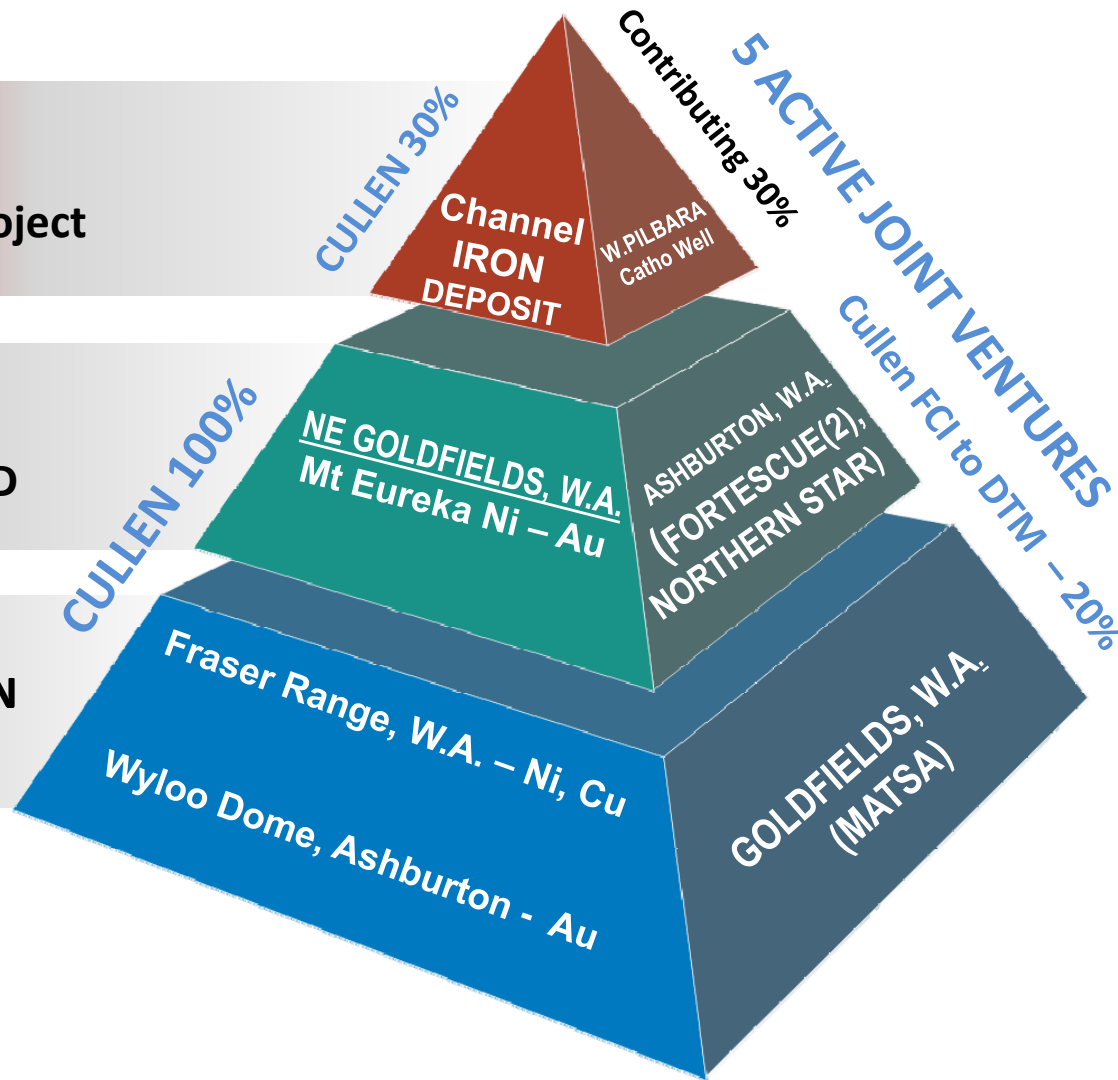 Contributing 30%
5 ACTIVE JOINT VENTURES
CULLEN 30%
oject
Channel
IRON
DEPOSIT
W.PILBARA
Catho Well
Cullen FCI to DTM – 20%
CULLEN 100%
D
NE GOLDFIELDS, W.A.
Mt Eureka Ni – Au
ASHBURTON, W.A.
(FORTESCUE(2),
NORTHERN STAR)
N
Fraser Range, W.A. – Ni, Cu
Wyloo Dome, Ashburton - Au
GOLDFIELDS, W.A.
(MATSA)